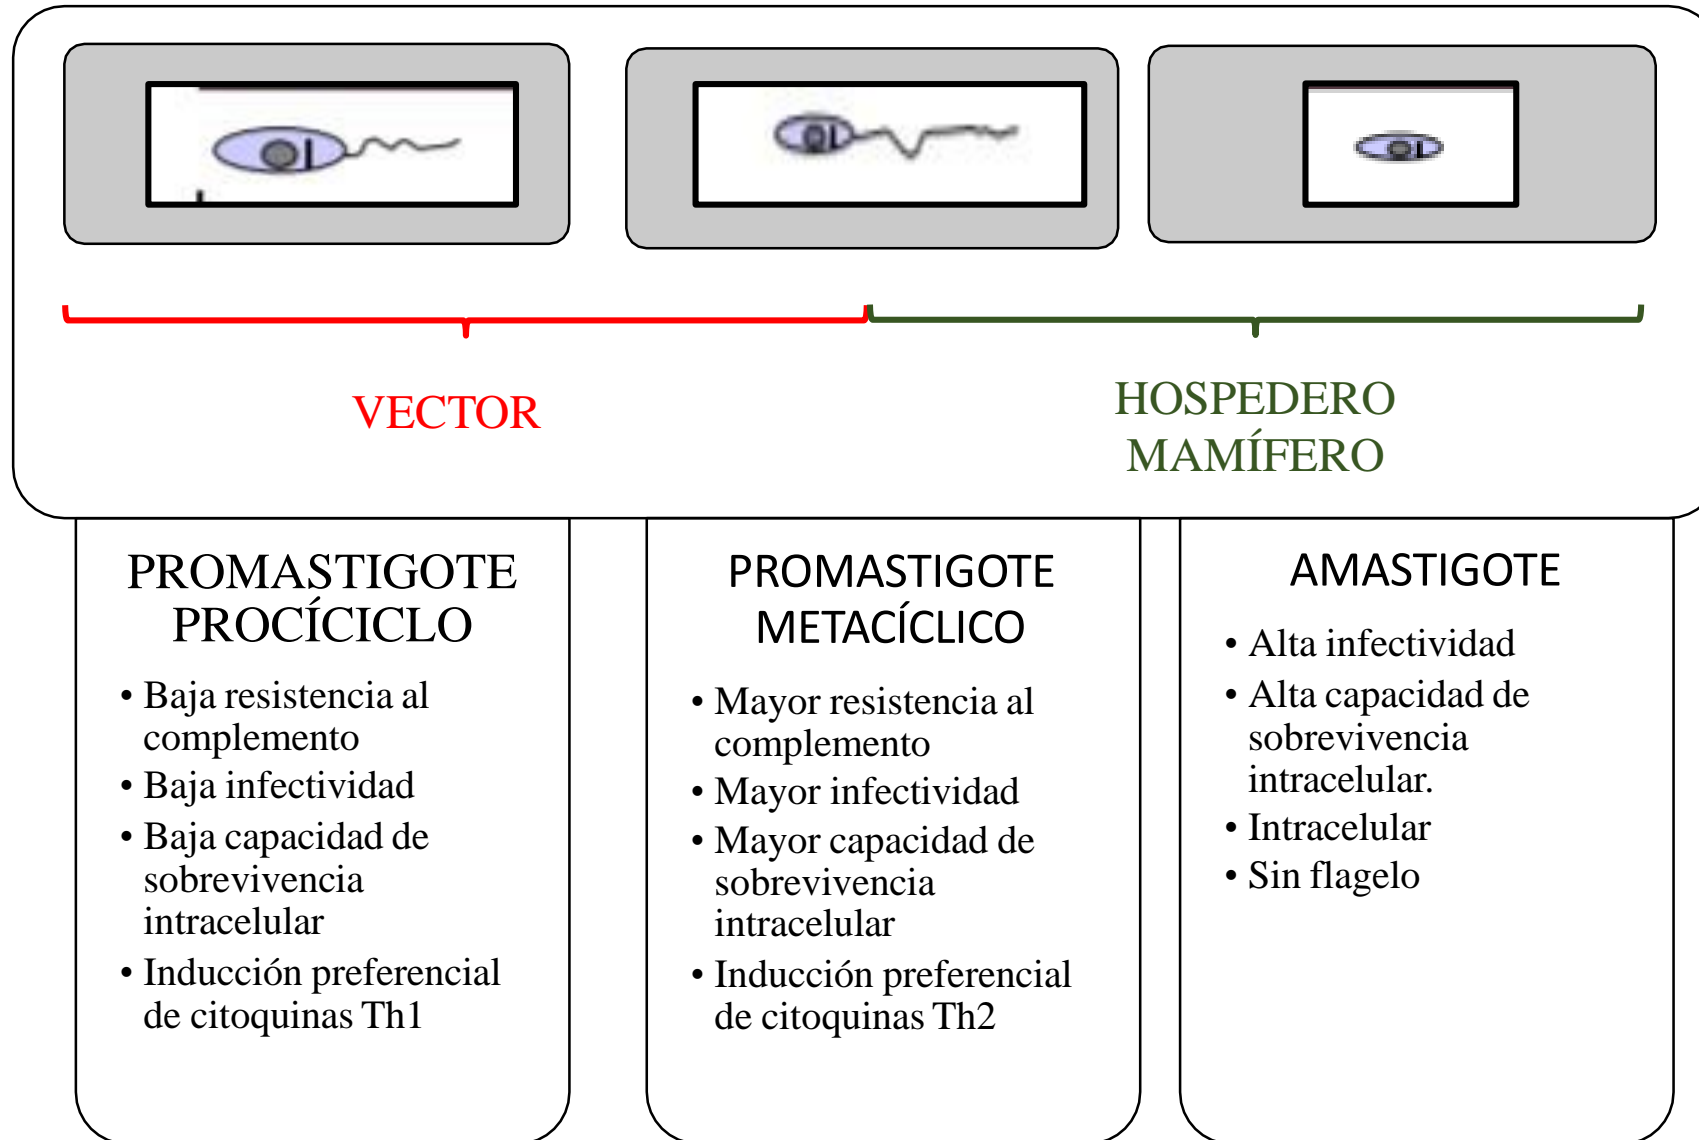 VECTOR
HOSPEDERO
MAMÍFERO
PROMASTIGOTE
PROCÍCICLO
• Baja resistencia al
complemento
• Baja infectividad
• Baja capacidad de
sobrevivencia
intracelular
• Inducción preferencial
de citoquinas Th1
PROMASTIGOTE
METACÍCLICO
• Mayor resistencia al
complemento
• Mayor infectividad
• Mayor capacidad de
sobrevivencia
intracelular
• Inducción preferencial
de citoquinas Th2
AMASTIGOTE
• Alta infectividad
• Alta capacidad de
sobrevivencia
intracelular.
• Intracelular
• Sin flagelo